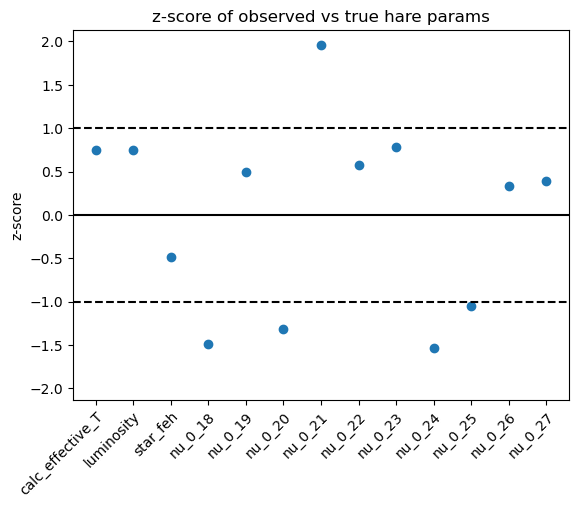 z-score of observed vs true hare params
z-score
2.0
1.5
1.0
0.5
0.0
−0.5
−1.0
−1.5
−2.0
calc_effective_T
luminosity
star_feh
nu_0_18
nu_0_19
nu_0_20
nu_0_21
nu_0_22
nu_0_23
nu_0_24
nu_0_25
nu_0_26
nu_0_27